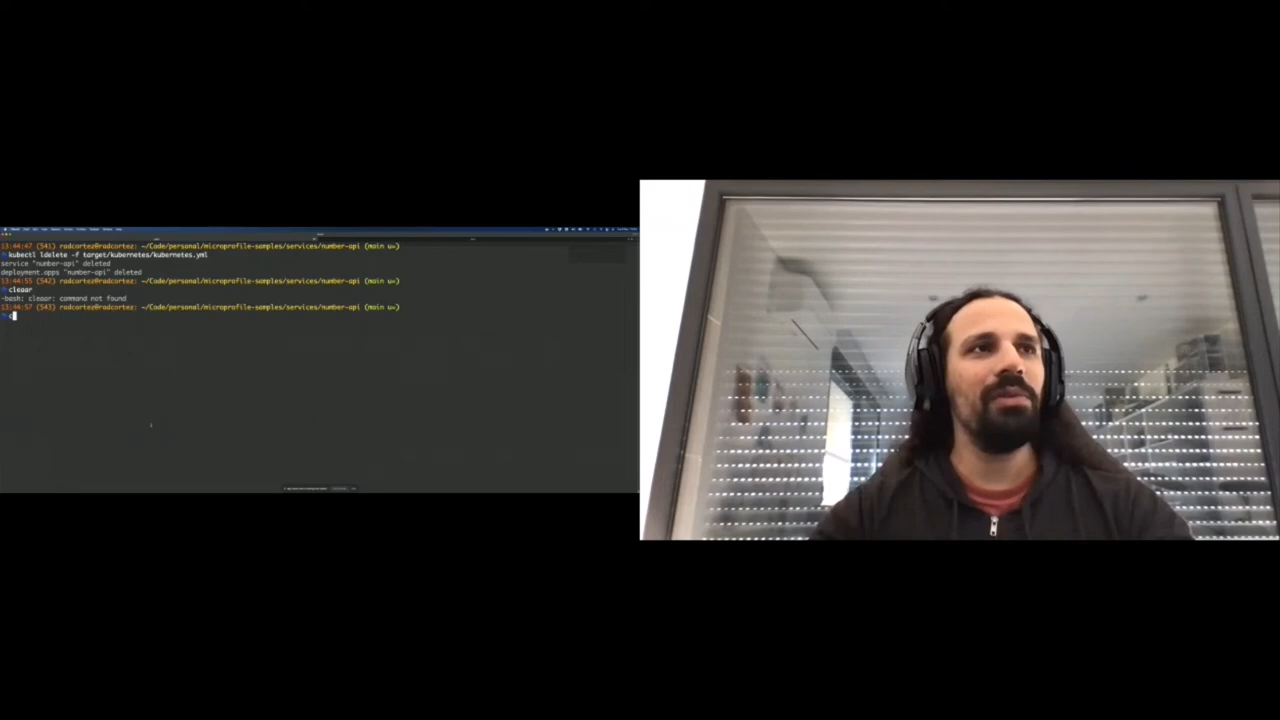 13:44:47 (541) radcortez@radcortez: ~/Code/personal/microprofile-samples/services/number-api (main u=)
kubectl ldelete -f target/kubernetes/kubernetes.yml
service "number-api" deleted
deployment.apps "number-api" deleted
13:44:55 (542) radcortez@radcortez: ~/Code/personal/microprofile-samples/services/number-api (main u=)
cleaar
-bash: cleaar: command not found
13:44:57 (543) radcortez@radcortez: ~/Code/personal/microprofile-samples/services/number-api (main u=)
c